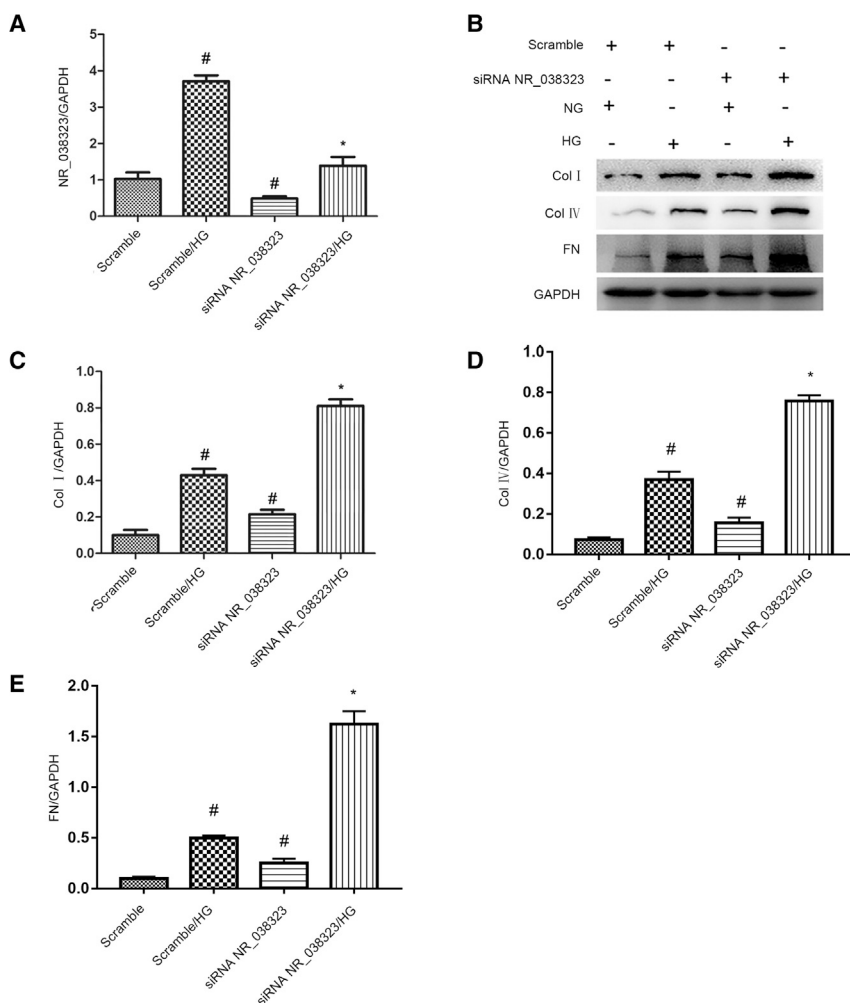 A
NR_038323/GAPDH
5
4
3
2
1
0
#
#
*
Scramble
Scramble/HG
siRNA NR_038323
siRNA NR_038323/HG
B
Scramble + + - -
siRNA NR_038323 - - + +
NG + - + -
HG - + - +
Col Ⅰ
Col Ⅳ
FN
GAPDH
C
Col Ⅰ/GAPDH
1.0
0.8
0.6
0.4
0.2
0.0
#
#
*
Scramble
Scramble/HG
siRNA NR_038323
siRNA NR_038323/HG
D
Col Ⅳ/GAPDH
1.0
0.8
0.6
0.4
0.2
0.0
#
#
*
Scramble
Scramble/HG
siRNA NR_038323
siRNA NR_038323/HG
E
FN/GAPDH
2.0
1.5
1.0
0.5
0.0
#
#
*
Scramble
Scramble/HG
siRNA NR_038323
siRNA NR_038323/HG